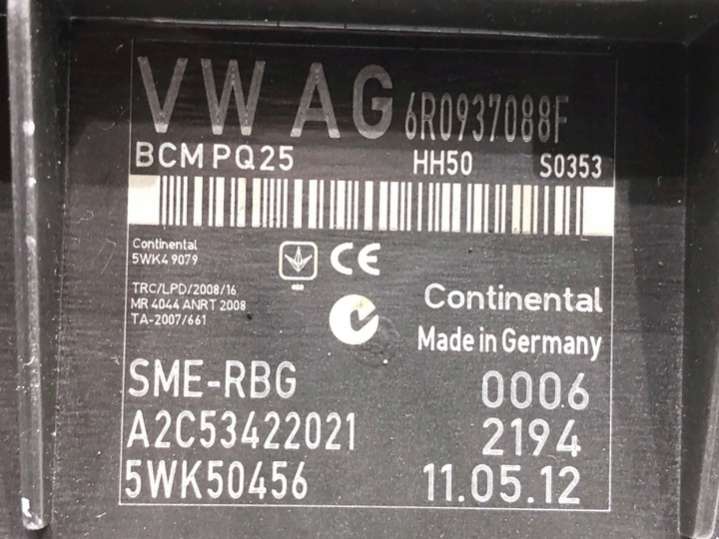 VW AG 6R0937088F
BCM PQ25 HH50 S0353
Continental
5WK4 9079
CE
TRC/LPD/2008/16
MR 4044 ANRT 2008
TA-2007/661
Continental
Made in Germany
SME-RBG 0006
A2C53422021 2194
5WK50456 11.05.12